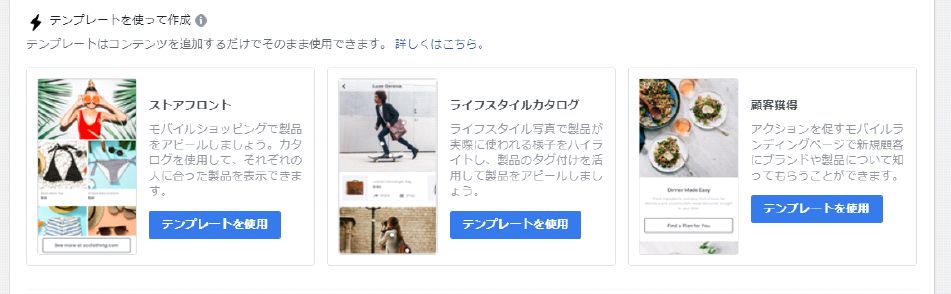 テンプレートを使って作成
テンプレートはコンテンツを追加するだけでそのまま使用できます。 詳しくはこちら。
ストアフロント
モバイルショッピングで製品
をアピールしましょう。カタ
ログを使用して、それぞれの
人に合った製品を表示できま
す。
テンプレートを使用
See more at socclothing.com
Luxe Serena
ライフスタイルカタログ
ライフスタイル写真で製品が
実際に使われる様子をハイラ
イトし、製品のタグ付けを活
用して製品をアピールしまし
ょう。
テンプレートを使用
顧客獲得
アクションを促すモバイルラ
ンディングページで新規顧客
にブランドや製品について知
ってもらうことができます。
テンプレートを使用
Dinner Made Easy
Find a Plan for You